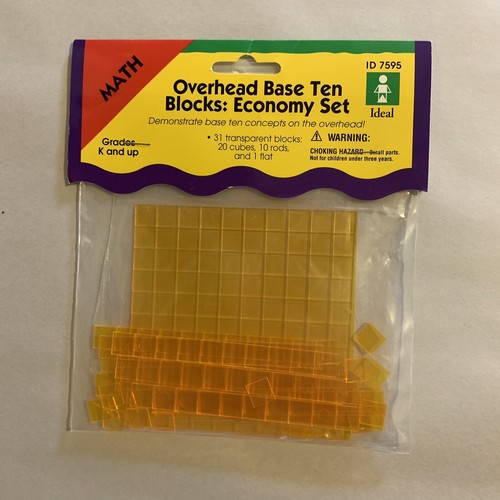 MATH
ID 7595
Overhead Base Ten
Blocks: Economy Set
Ideal
Demonstrate base ten concepts on the overhead!
Grades
K and up
• 31 transparent blocks:
20 cubes, 10 rods,
and 1 flat
⚠ WARNING:
CHOKING HAZARD—Small parts.
Not for children under three years.